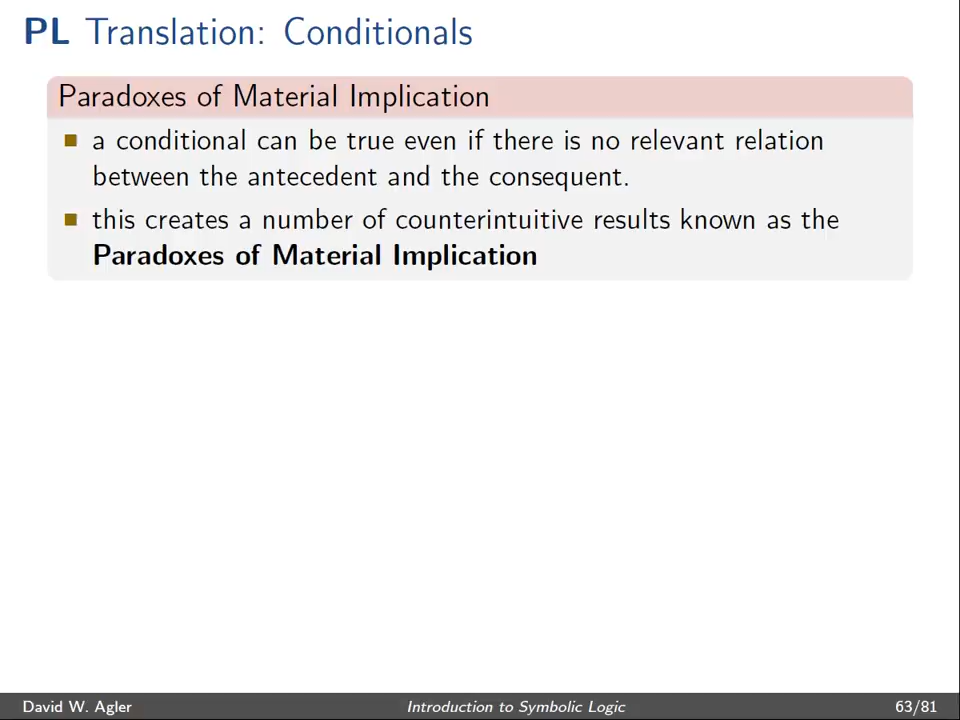 PL Translation: Conditionals
Paradoxes of Material Implication
a conditional can be true even if there is no relevant relation
between the antecedent and the consequent.
this creates a number of counterintuitive results known as the
Paradoxes of Material Implication
David W. Agler Introduction to Symbolic Logic 63/81